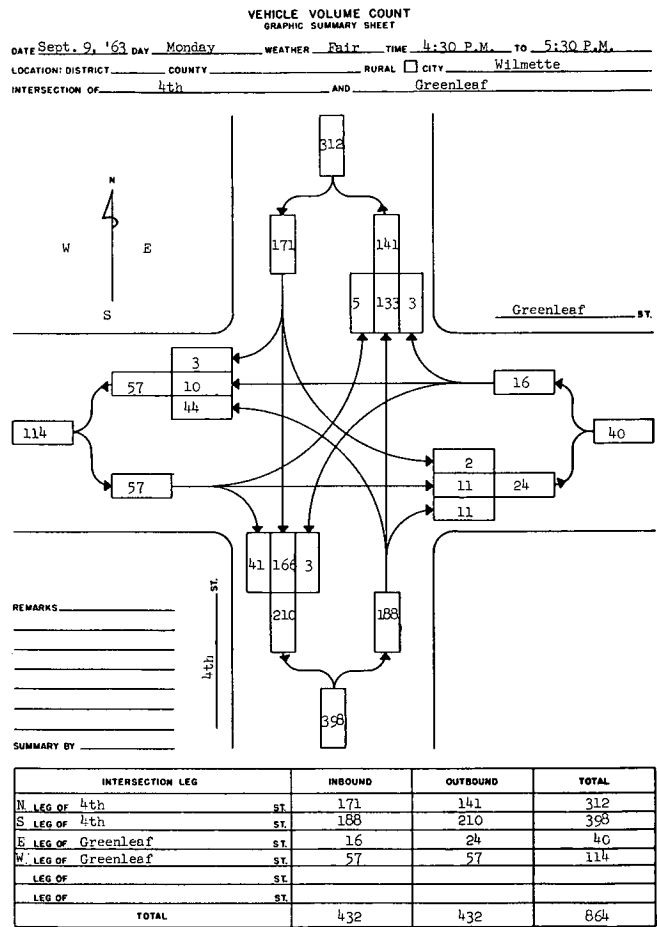 VEHICLE VOLUME COUNT
GRAPHIC SUMMARY SHEET
DATE Sept. 9, '63 DAY Monday WEATHER Fair TIME 4:30 P.M. TO 5:30 P.M.
LOCATION: DISTRICT COUNTY RURAL CITY Wilmette
INTERSECTION OF 4th AND Greenleaf
312
N
171 141
W E
5 133 3
S
Greenleaf ST.
3
57 10 16
44
114 40
2
57 11 24
11
41 166 3
ST.
REMARKS
210 188
4th
398
SUMMARY BY
INTERSECTION LEG INBOUND OUTBOUND TOTAL
N LEG OF 4th ST. 171 141 312
S LEG OF 4th ST. 188 210 398
E LEG OF Greenleaf ST. 16 24 40
W. LEG OF Greenleaf ST. 57 57 114
LEG OF ST.
LEG OF ST.
TOTAL 432 432 864